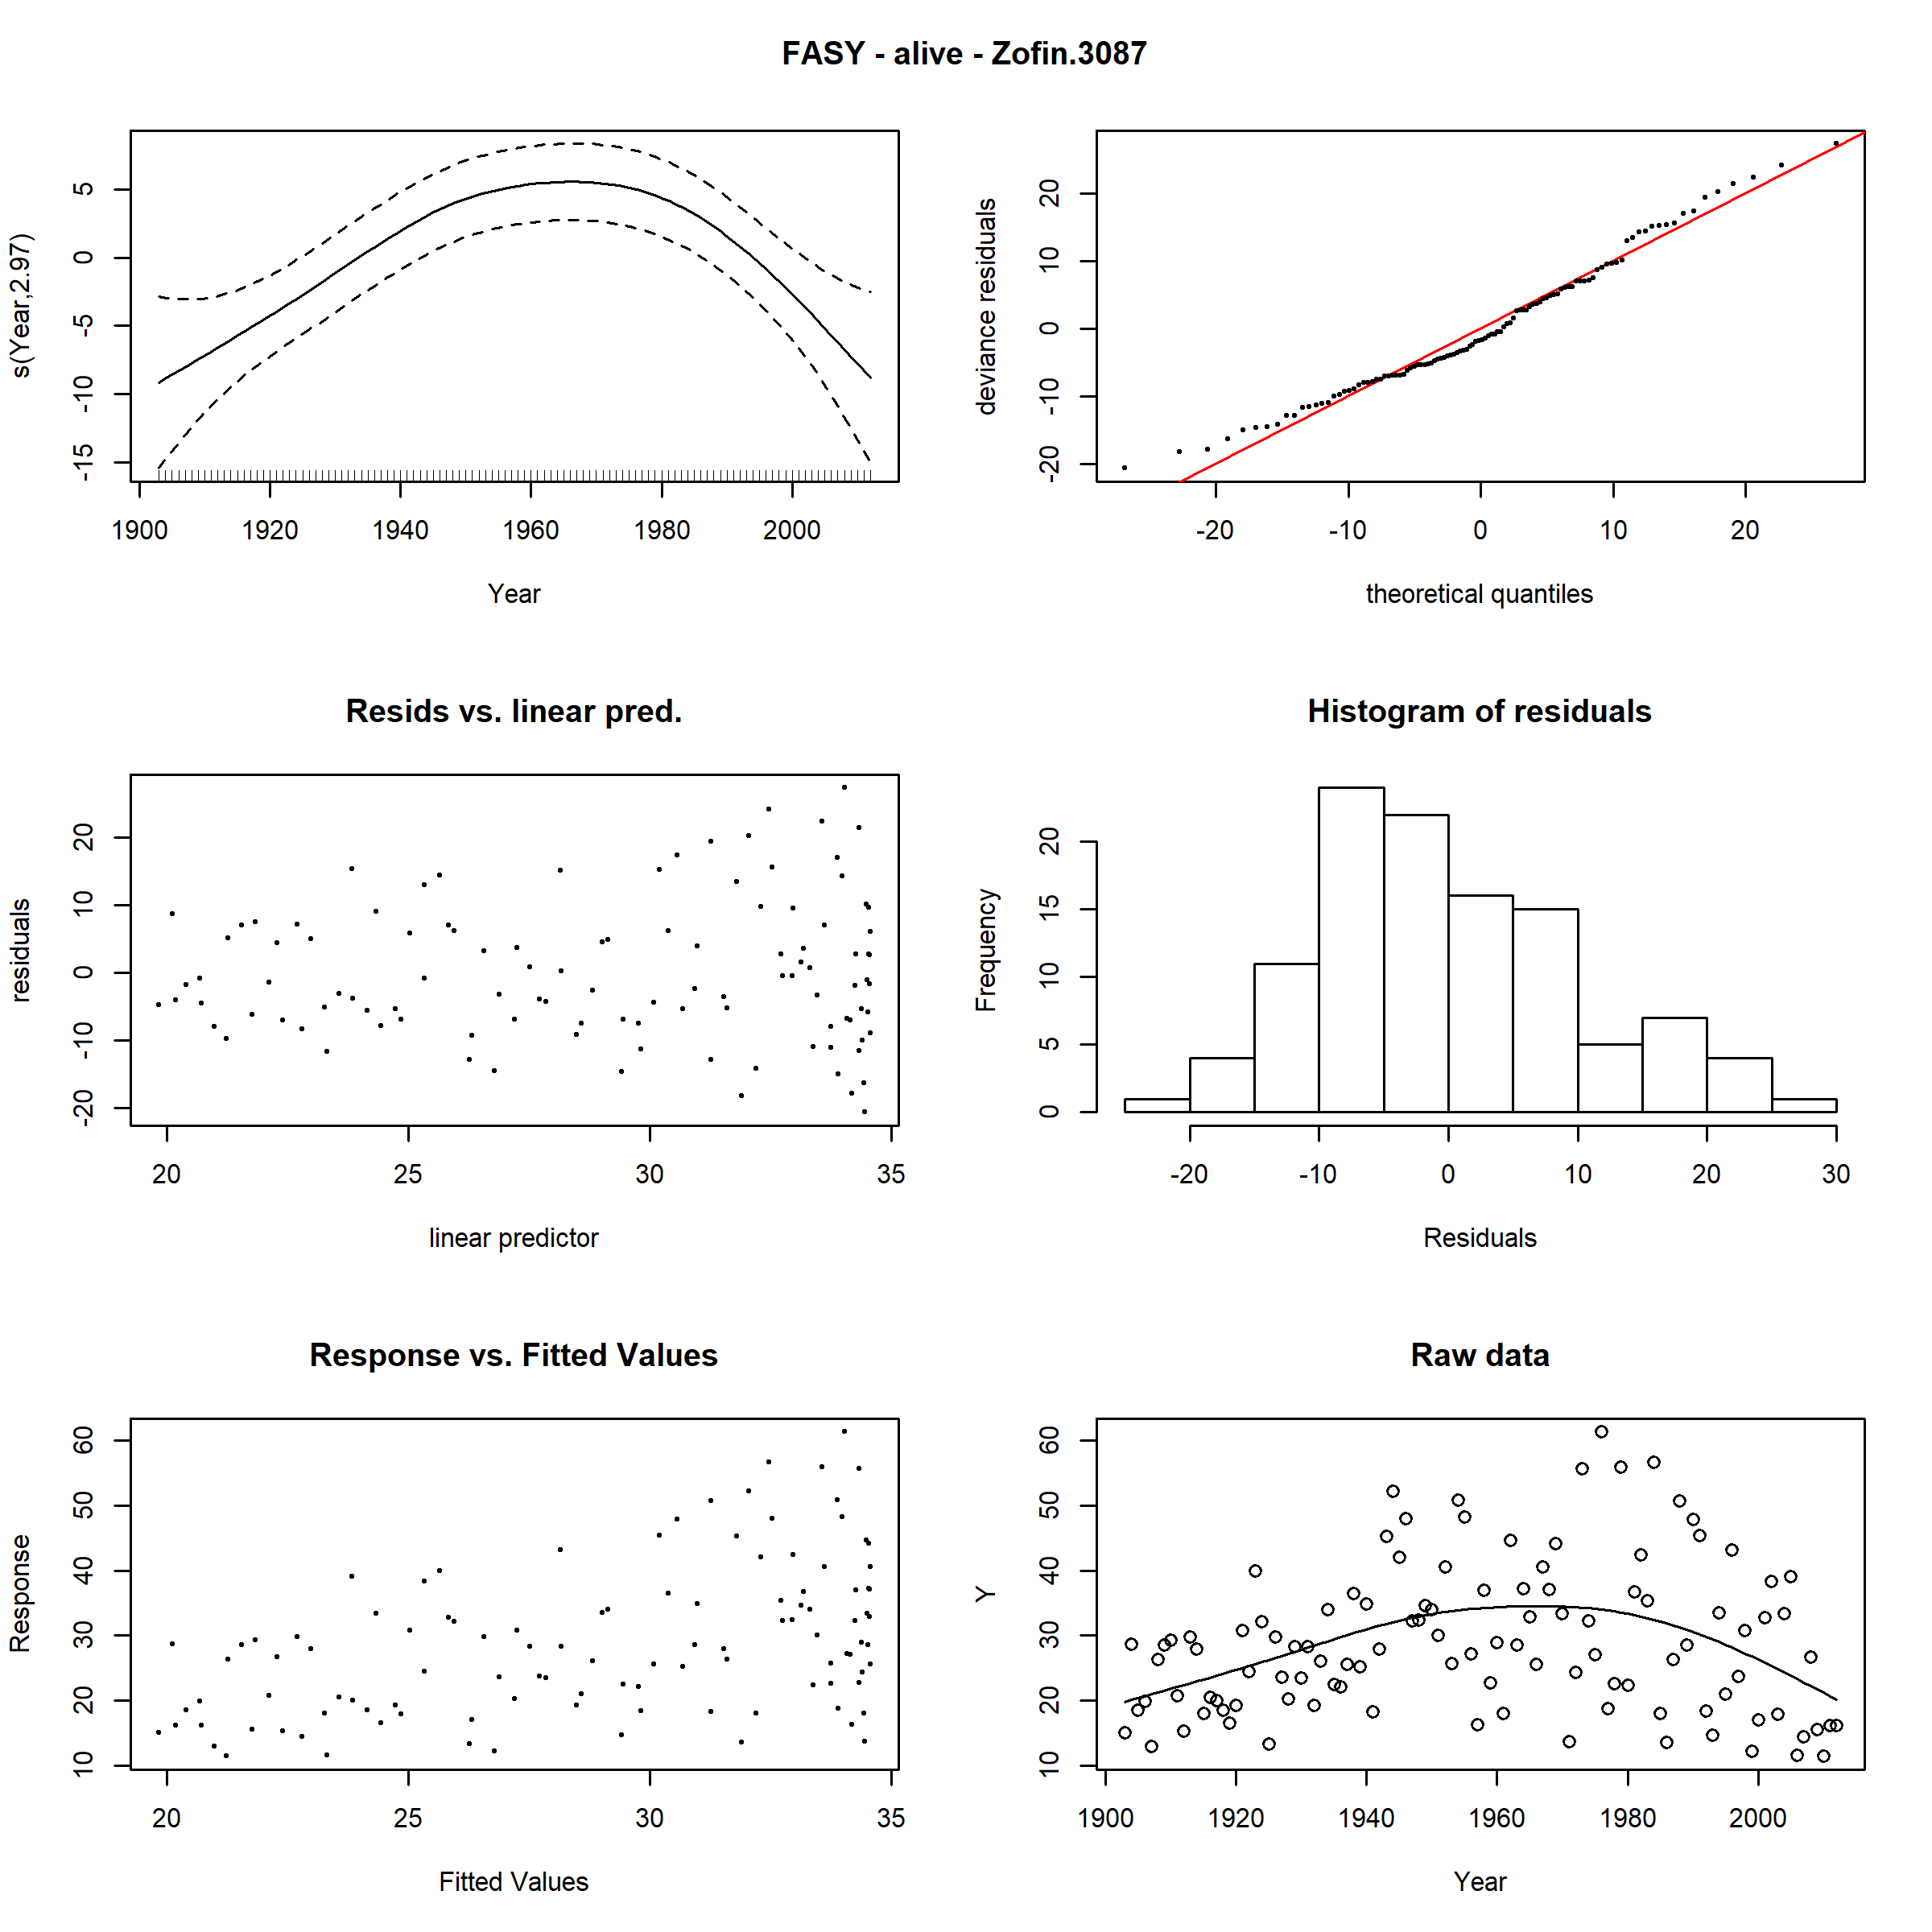 FASY - alive - Zofin.3087
s(Year,2.97)
5
0
-5
-10
-15
1900 1920 1940 1960 1980 2000
Year
deviance residuals
20
10
0
-10
-20
-20 -10 0 10 20
theoretical quantiles
Resids vs. linear pred.
residuals
20
10
0
-10
-20
20 25 30 35
linear predictor
Histogram of residuals
Frequency
20
15
10
5
0
-20 -10 0 10 20 30
Residuals
Response vs. Fitted Values
Response
60
50
40
30
20
10
20 25 30 35
Fitted Values
Raw data
Y
60
50
40
30
20
10
1900 1920 1940 1960 1980 2000
Year